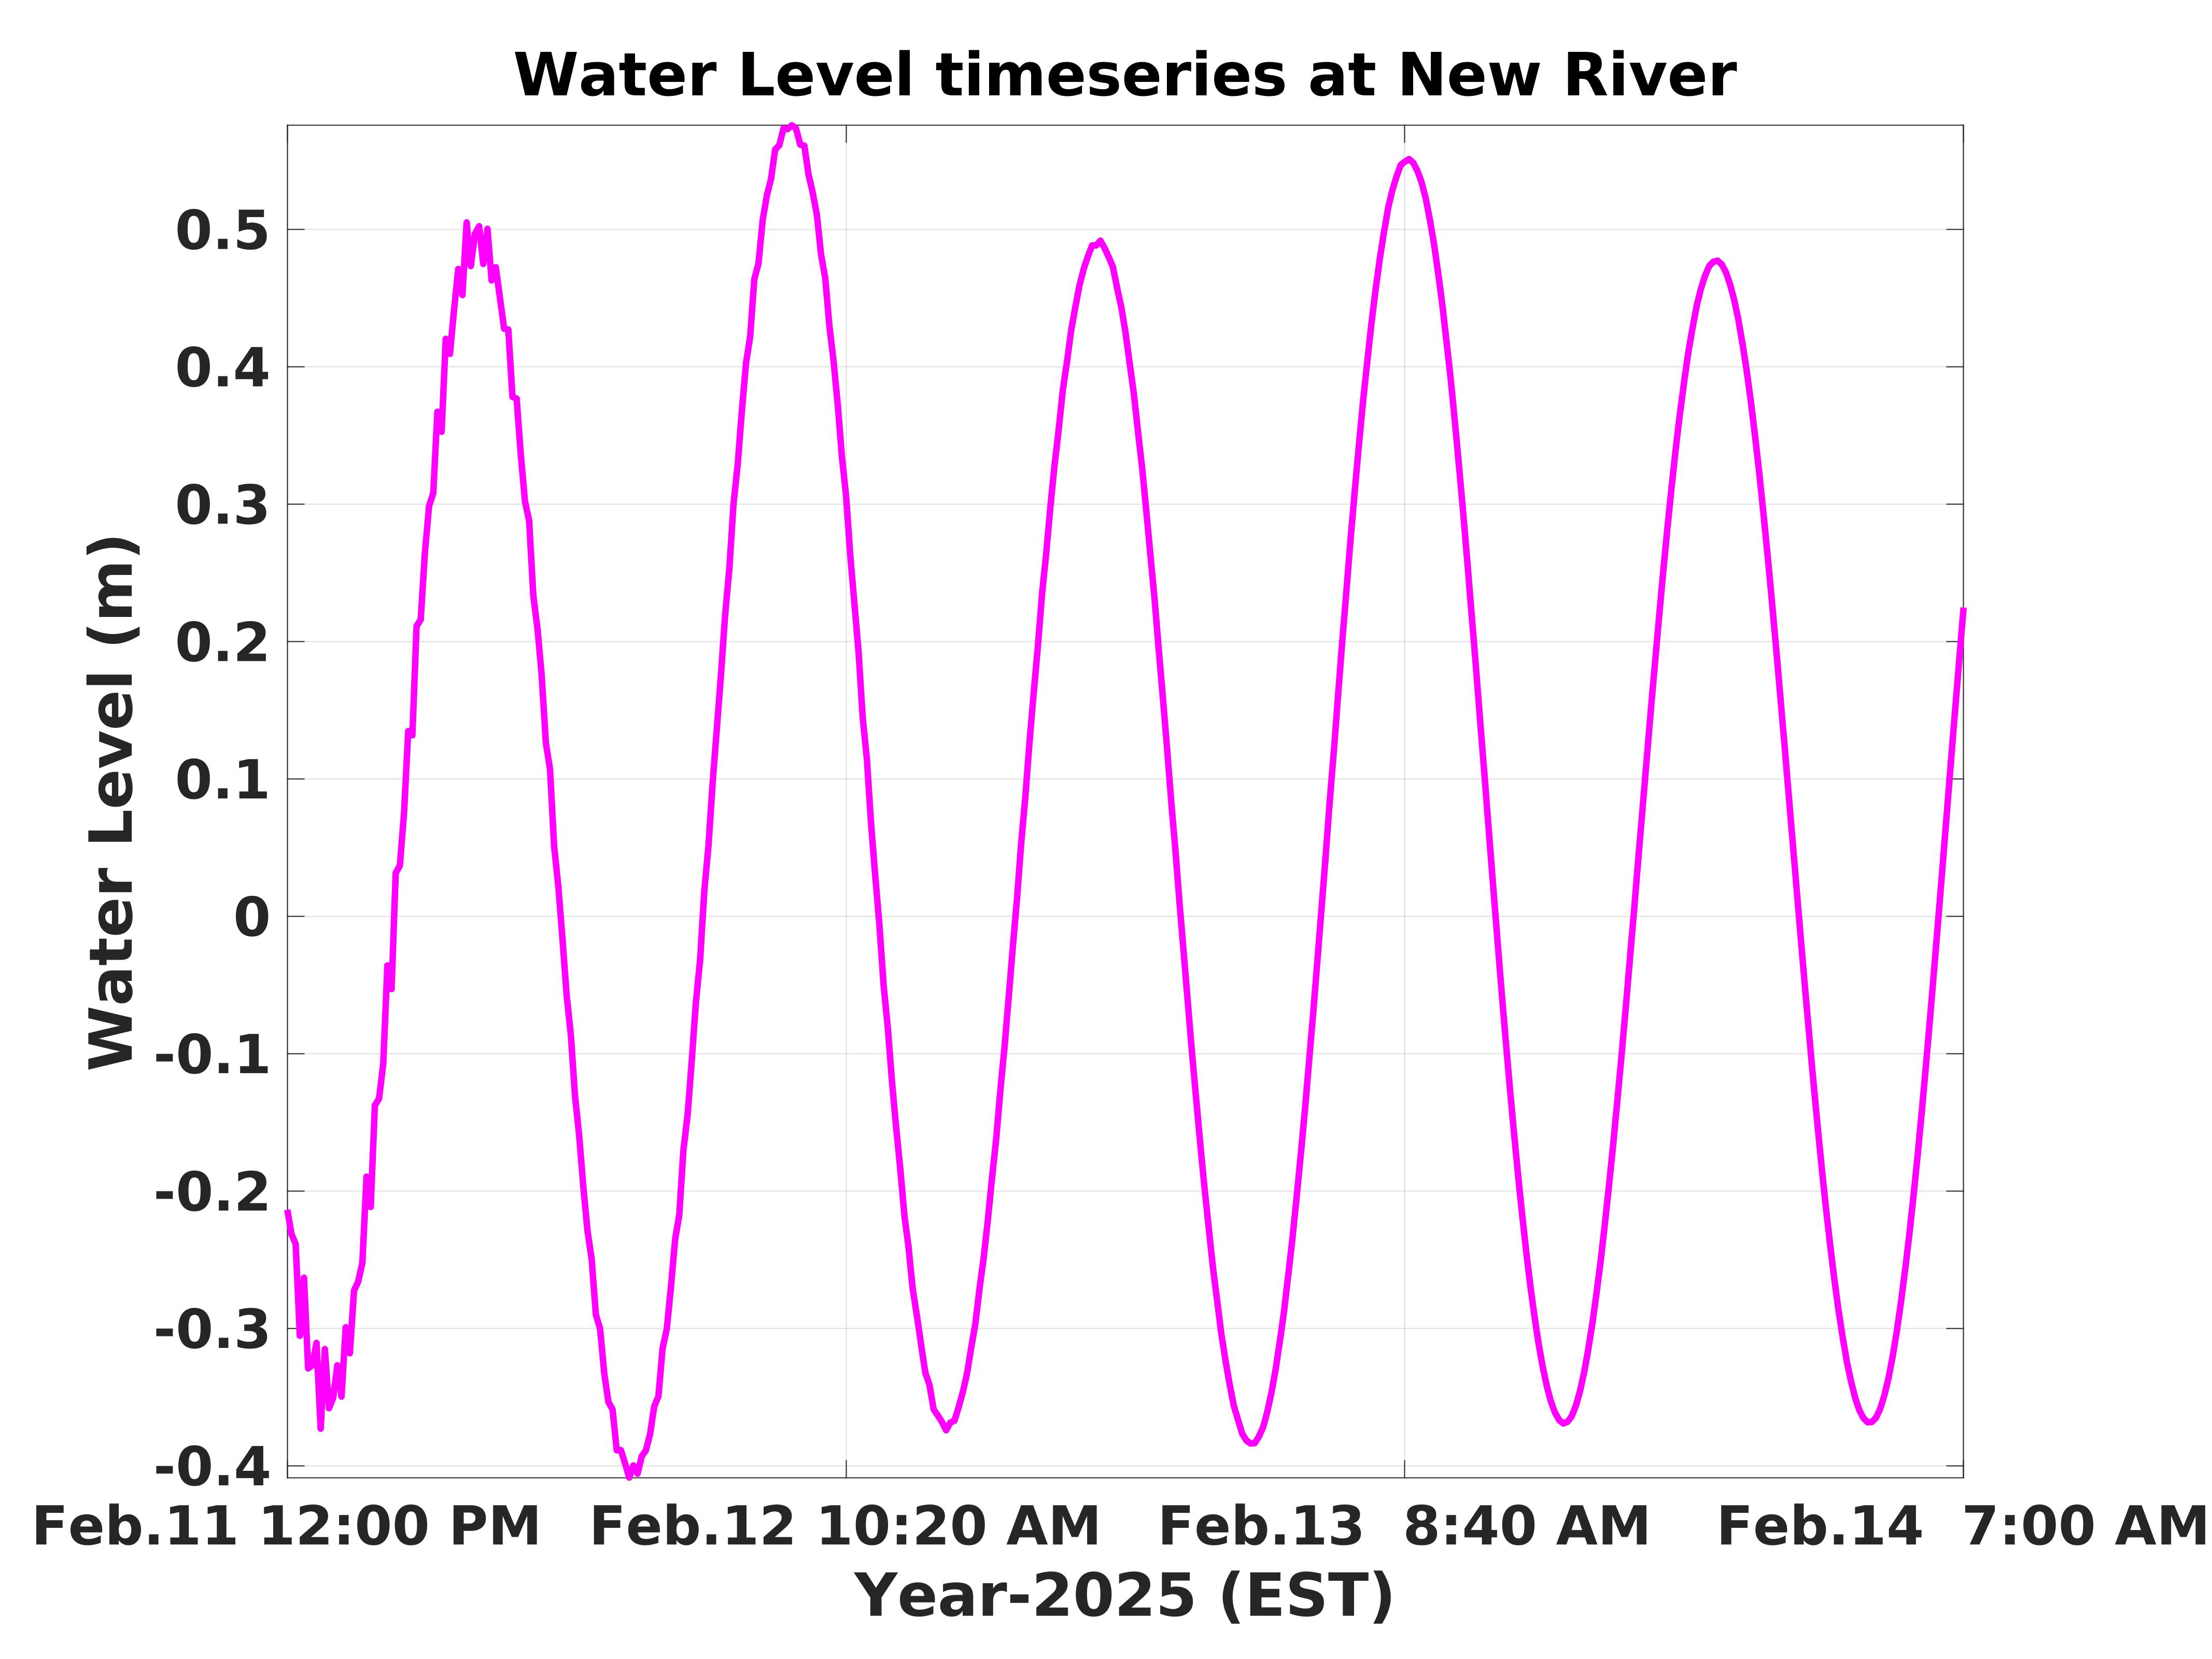 Water Level timeseries at New River
Water Level (m)
0.5
0.4
0.3
0.2
0.1
0
-0.1
-0.2
-0.3
-0.4
Feb.11 12:00 PM Feb.12 10:20 AM Feb.13 8:40 AM Feb.14 7:00 AM
Year-2025 (EST)